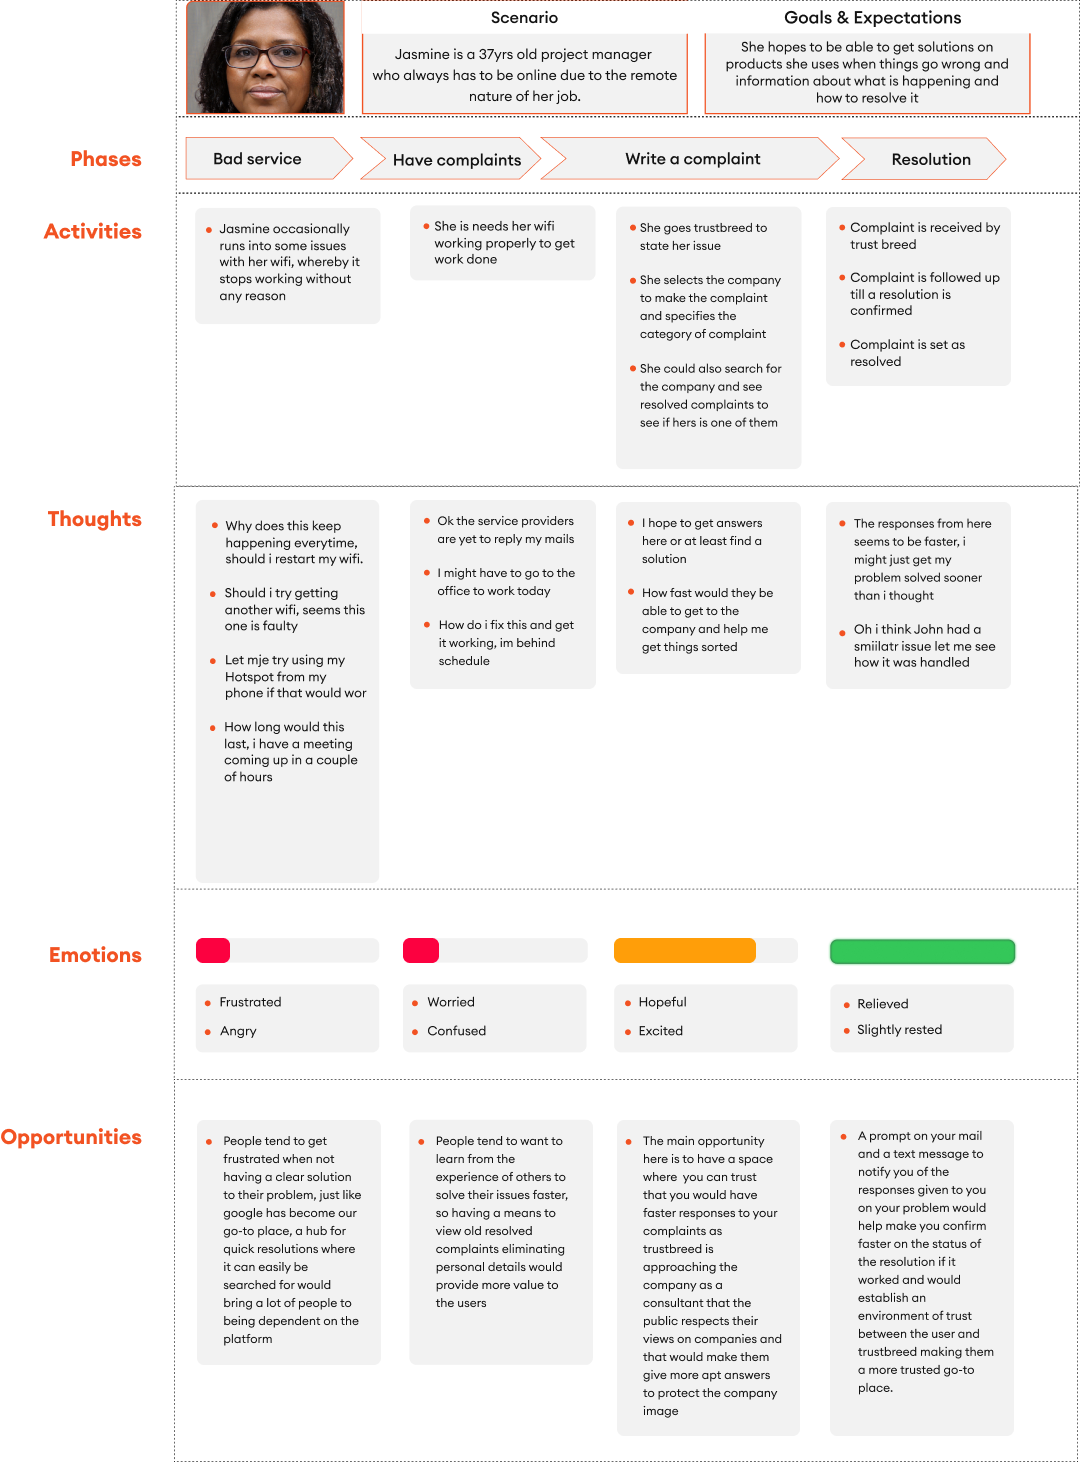 Scenario
Jasmine is a 37yrs old project manager
who always has to be online due to the remote
nature of her job.
Goals & Expectations
She hopes to be able to get solutions on
products she uses when things go wrong and
information about what is happening and
how to resolve it
Phases
Bad service
Have complaints
Write a complaint
Resolution
Activities
Jasmine occasionally
runs into some issues
with her wifi, whereby it
stops working without
any reason
She is needs her wifi
working properly to get
work done
She goes trustbreed to
state her issue
She selects the company
to make the complaint
and specifies the
category of complaint
She could also search for
the company and see
resolved complaints to
see if hers is one of them
Complaint is received by
trust breed
Complaint is followed up
till a resolution is
confirmed
Complaint is set as
resolved
Thoughts
Why does this keep
happening everytime,
should i restart my wifi.
Should i try getting
another wifi, seems this
one is faulty
Let mje try using my
Hotspot from my
phone if that would wor
How long would this
last, i have a meeting
coming up in a couple
of hours
Ok the service providers
are yet to reply my mails
I might have to go to the
office to work today
How do i fix this and get
it working, im behind
schedule
I hope to get answers
here or at least find a
solution
How fast would they be
able to get to the
company and help me
get things sorted
The responses from here
seems to be faster, i
might just get my
problem solved sooner
than i thought
Oh i think John had a
smiilatr issue let me see
how it was handled
Emotions
Frustrated
Angry
Worried
Confused
Hopeful
Excited
Relieved
Slightly rested
Opportunities
People tend to get
frustrated when not
having a clear solution
to their problem, just like
google has become our
go-to place, a hub for
quick resolutions where
it can easily be
searched for would
bring a lot of people to
being dependent on the
platform
People tend to want to
learn from the
experience of others to
solve their issues faster,
so having a means to
view old resolved
complaints eliminating
personal details would
provide more value to
the users
The main opportunity
here is to have a space
where you can trust
that you would have
faster responses to your
complaints as
trustbreed is
approaching the
company as a
consultant that the
public respects their
views on companies and
that would make them
give more apt answers
to protect the company
image
A prompt on your mail
and a text message to
notify you of the
responses given to you
on your problem would
help make you confirm
faster on the status of
the resolution if it
worked and would
establish an
environment of trust
between the user and
trustbreed making them
a more trusted go-to
place.